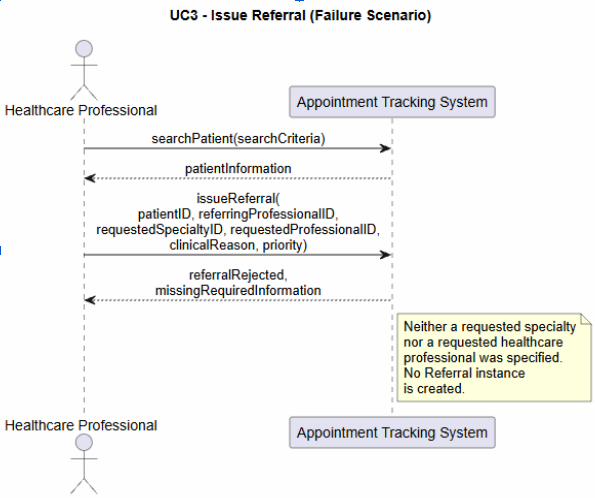 UC3 - Issue Referral (Failure Scenario)
Healthcare Professional
Appointment Tracking System
searchPatient(searchCriteria)
patientInformation
issueReferral(
patientID, referringProfessionalID,
requestedSpecialtyID, requestedProfessionalID,
clinicalReason, priority)
referralRejected,
missingRequiredInformation
Neither a requested specialty
nor a requested healthcare
professional was specified.
No Referral instance
is created.
Healthcare Professional
Appointment Tracking System